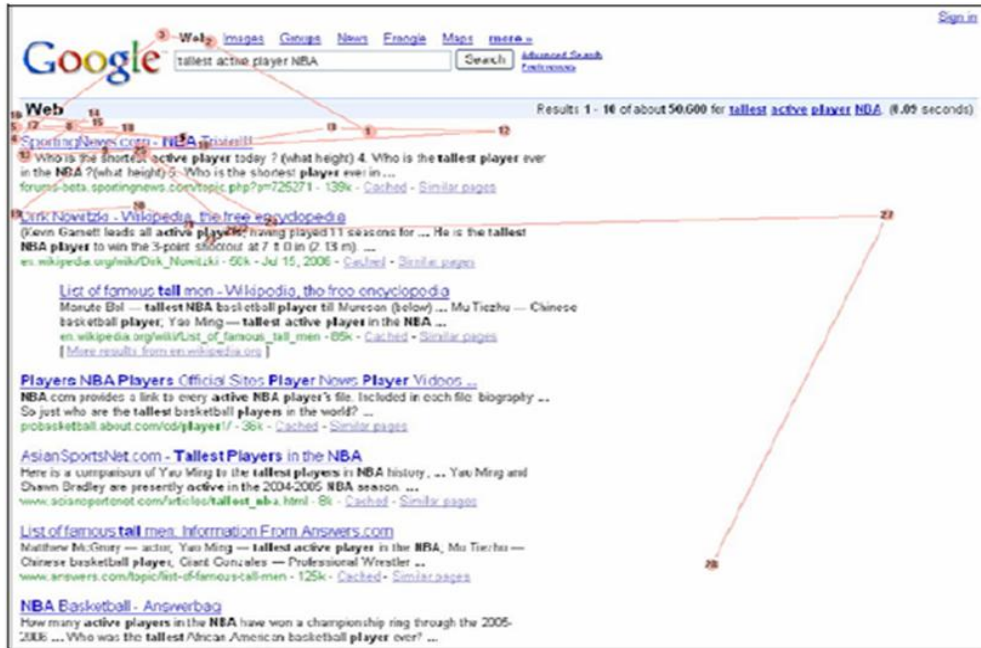 Sign in
Web Images Groups News Froogle Maps more »
Google
tallest active player NBA Search Advanced Search
Preferences
Web Results 1 - 10 of about 50,600 for tallest active player NBA. (0.09 seconds)
SportingNews.com - NBA Trivia!!!
Who is the shortest active player today ? (what height) 4. Who is the tallest player ever
in the NBA ?(what height) 5. Who is the shortest player ever in ...
forums-beta.sportingnews.com/topic.php?p=725271 - 139k - Cached - Similar pages
Dirk Nowitzki - Wikipedia, the free encyclopedia
(Kevin Garnett leads all active players, having played 11 seasons for ... He is the tallest
NBA player to win the 3-point shootout at 7 ft 0 in (2.13 m). ...
en.wikipedia.org/wiki/Dirk_Nowitzki - Jul 15, 2006 - Cached - Similar pages
List of famous tall men - Wikipedia, the free encyclopedia
Manute Bol — tallest NBA basketball player till Muresan (below) ... Mu Tiezhu — Chinese
basketball player; Yao Ming — tallest active player in the NBA ...
en.wikipedia.org/wiki/List_of_famous_tall_men - 85k - Cached - Similar pages
[ More results from en.wikipedia.org ]
Players NBA Players Official Sites Player News Player Videos ...
NBA.com provides a link to every active NBA player's file. Included in each file: biography ...
So just who are the tallest basketball players in the world? ...
probasketball.about.com/od/player1/ - 36k - Cached - Similar pages
AsianSportsNet.com - Tallest Players in the NBA
Here is a comparison of Yao Ming to the tallest players in NBA history, ... Yao Ming and
Shawn Bradley are presently active in the 2004-2005 NBA season. ...
www.asiansportsnet.com/articles/tallest_nba.html - 8k - Cached - Similar pages
List of famous tall men: Information From Answers.com
Matthew McGrory — actor, Yao Ming — tallest active player in the NBA, Mu Tiezhu —
Chinese basketball player, Giant Gonzales — Professional Wrestler ...
www.answers.com/topic/list-of-famous-tall-men - 125k - Cached - Similar pages
NBA Basketball - Answerbag
How many active players in the NBA have won a championship ring through the 2005-
2006 ... Who was the tallest African American basketball player ever? ...